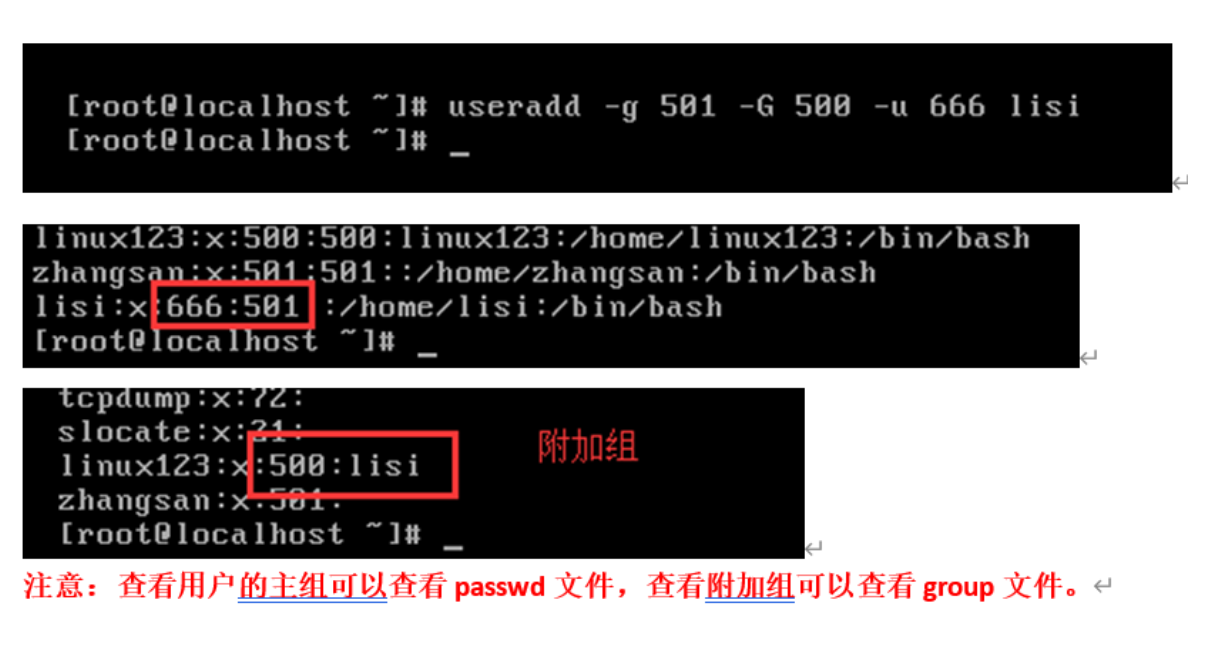 [root@localhost ~]# useradd -g 501 -G 500 -u 666 lisi
[root@localhost ~]# _
linux123:x:500:500:linux123:/home/linux123:/bin/bash
zhangsan:x:501:501::/home/zhangsan:/bin/bash
lisi:x:666:501 :/home/lisi:/bin/bash
[root@localhost ~]# _
tcpdump:x:72:
slocate:x:21:
linux123:x:500:lisi
附加组
zhangsan:x:501:
[root@localhost ~]# _
注意：查看用户的主组可以查看 passwd 文件，查看附加组可以查看 group 文件。